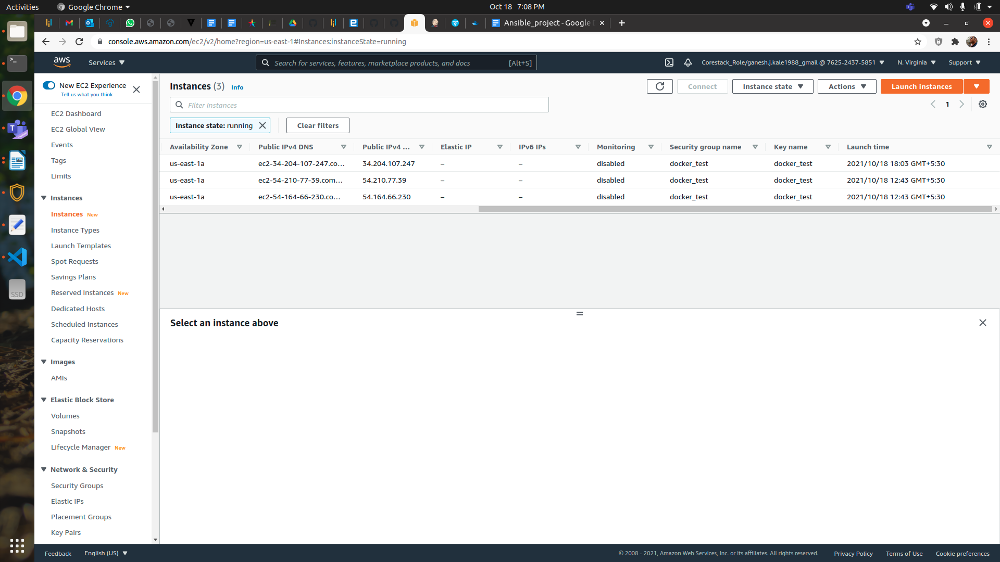 Activities
Google Chrome
Oct 18 7:08 PM
Ansible_project - Google
console.aws.amazon.com/ec2/v2/home?region=us-east-1#Instances:instanceState=running
aws
Services
Search for services, features, marketplace products, and docs
[Alt+S]
Corestack_Role/ganesh.j.kale1988_gmail @ 7625-2437-5851
N. Virginia
Support
New EC2 Experience
Tell us what you think
EC2 Dashboard
EC2 Global View
Events
Tags
Limits
Instances
Instances New
Instance Types
Launch Templates
Spot Requests
Savings Plans
Reserved Instances New
Dedicated Hosts
Scheduled Instances
Capacity Reservations
Images
AMIs
Elastic Block Store
Volumes
Snapshots
Lifecycle Manager New
Network & Security
Security Groups
Elastic IPs
Placement Groups
Key Pairs
SSD
Instances (3) Info
Connect
Instance state
Actions
Launch instances
Filter instances
1
Instance state: running
Clear filters
Availability Zone Public IPv4 DNS Public IPv4 ... Elastic IP IPv6 IPs Monitoring Security group name Key name Launch time
us-east-1a ec2-34-204-107-247.co... 34.204.107.247 – – disabled docker_test docker_test 2021/10/18 18:03 GMT+5:30
us-east-1a ec2-54-210-77-39.com... 54.210.77.39 – – disabled docker_test docker_test 2021/10/18 12:43 GMT+5:30
us-east-1a ec2-54-164-66-230.co... 54.164.66.230 – – disabled docker_test docker_test 2021/10/18 12:43 GMT+5:30
Select an instance above
Feedback
English (US)
© 2008 - 2021, Amazon Web Services, Inc. or its affiliates. All rights reserved.
Privacy Policy
Terms of Use
Cookie preferences